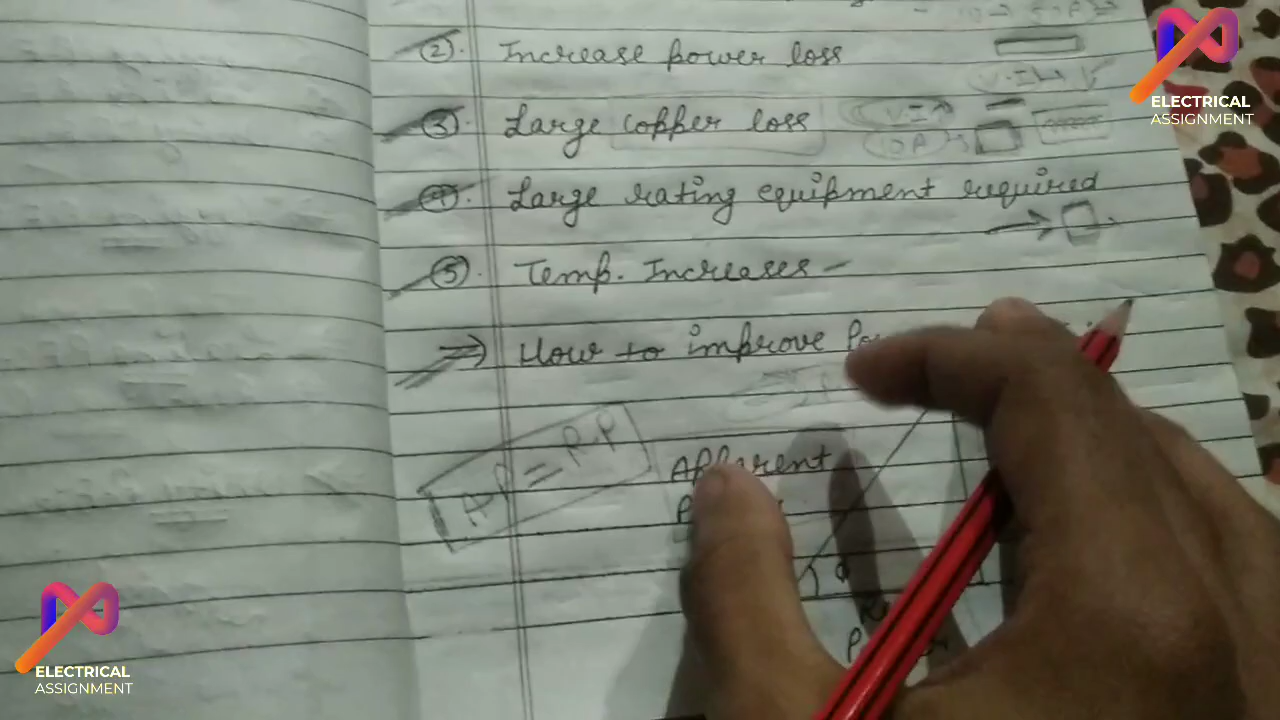 ② Increase power loss
③ Large copper loss
V.I
10 P
④ Large rating equipment required
⑤ Temp. Increases -
⇒ How to improve
= P.P
Apparent
ϕ
ELECTRICAL
ASSIGNMENT
ELECTRICAL
ASSIGNMENT